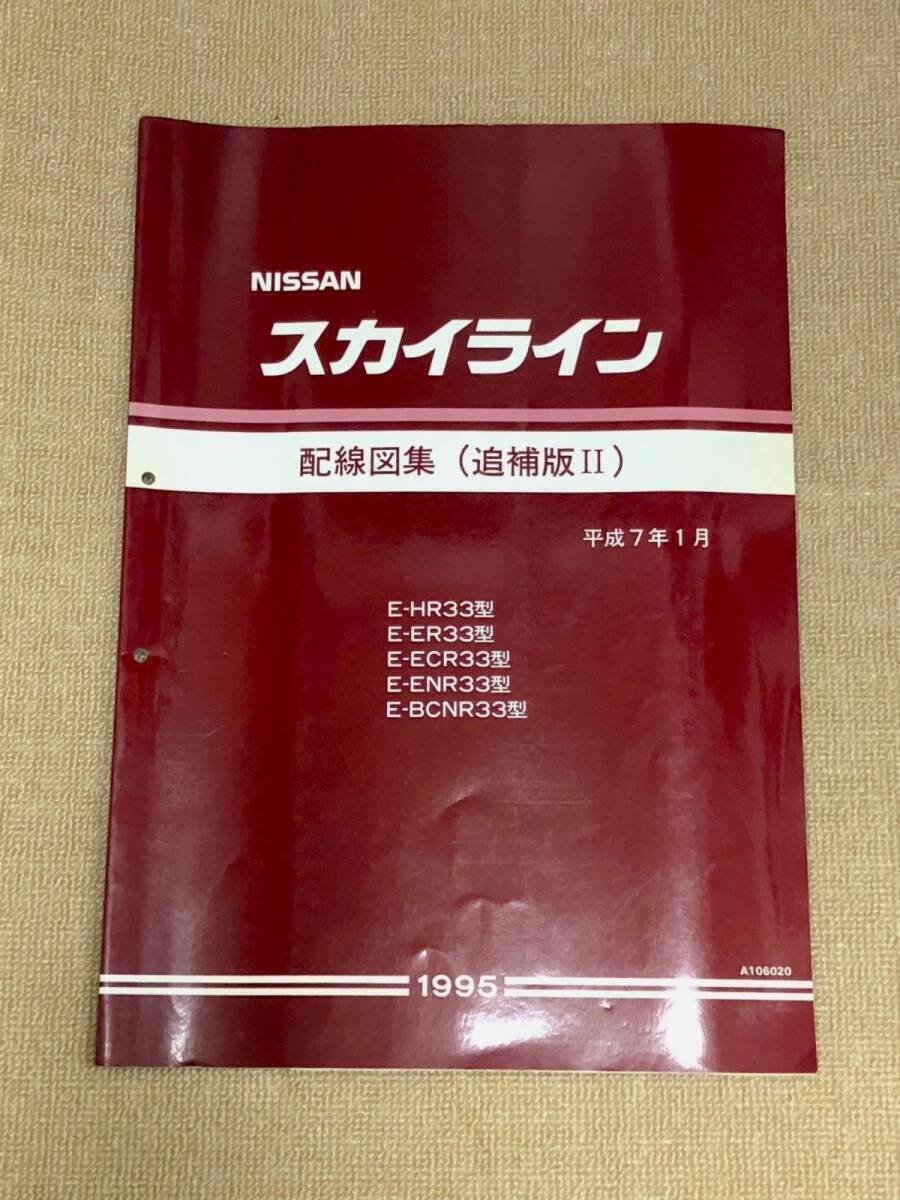 NISSAN
スカイライン
配線図集（追補版II）
平成7年1月
E-HR33型
E-ER33型
E-ECR33型
E-ENR33型
E-BCNR33型
A106020
1995